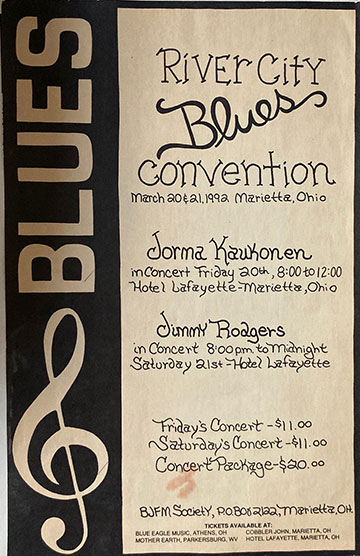 BLUES
RIVER CITY
Blues
CONVENTION
March 20 & 21, 1992 Marietta, Ohio
Jorma Kaukonen
in Concert Friday 20th, 8:00 to 12:00
Hotel Lafayette-Marietta, Ohio
Jimmy Rodgers
in Concert 8:00 p.m. to Midnight
Saturday 21st-Hotel Lafayette
Friday's Concert -$11.00
Saturday's Concert -$11.00
Concert Package-$20.00
BJFM Society, P.O. Box 2122, Marietta, OH.
TICKETS AVAILABLE AT:
BLUE EAGLE MUSIC, ATHENS, OH COBBLER JOHN, MARIETTA, OH
MOTHER EARTH, PARKERSBURG, WV HOTEL LAFAYETTE, MARIETTA, OH